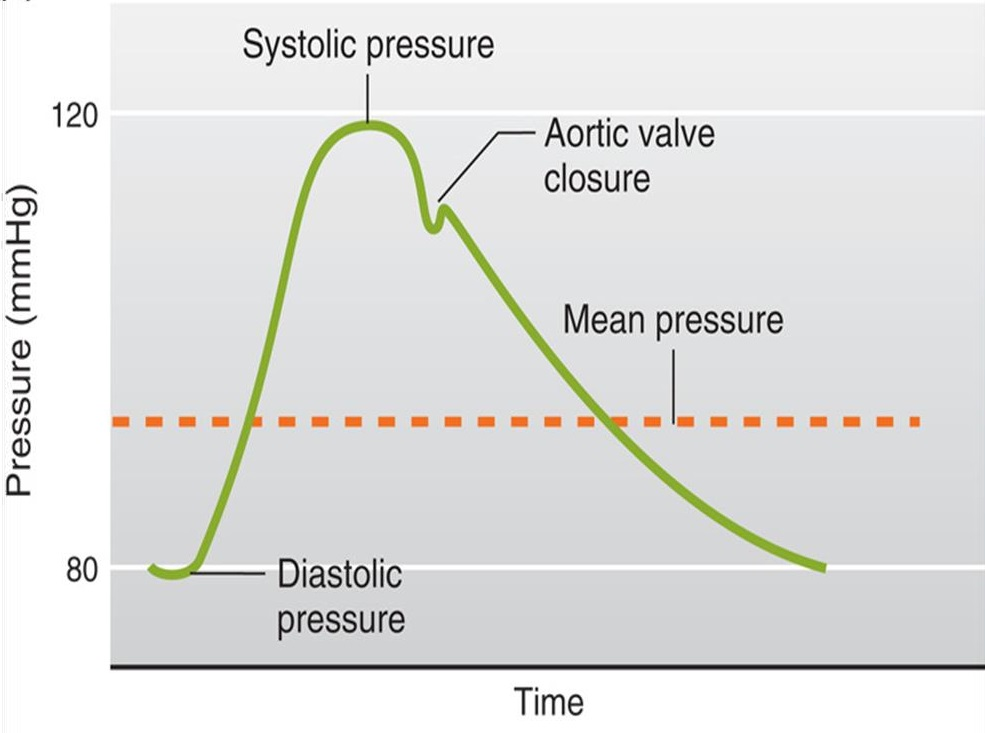 Systolic pressure
120
Aortic valve
closure
Pressure (mmHg)
Mean pressure
80
Diastolic
pressure
Time